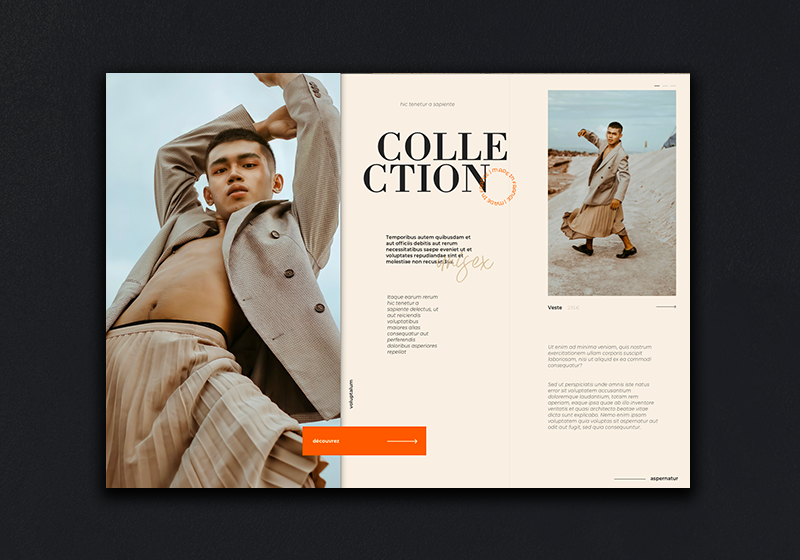 hic tenetur a sapiente
COLLE
CTION
MADE IN FRANCE
Temporibus autem quibusdam et
aut officiis debitis aut rerum
necessitatibus saepe eveniet ut et
voluptates repudiandae sint et
molestiae non recusandae
unisex
Itaque earum rerum
hic tenetur a
sapiente delectus, ut
aut reiciendis
voluptatibus
maiores alias
consequatur aut
perferendis
doloribus asperiores
repellat
voluptatum
découvrez
Veste
Ut enim ad minima veniam, quis nostrum
exercitationem ullam corporis suscipit
laboriosam, nisi ut aliquid ex ea commodi
consequatur?
Sed ut perspiciatis unde omnis iste natus
error sit voluptatem accusantium
doloremque laudantium, totam rem
aperiam, eaque ipsa quae ab illo inventore
veritatis et quasi architecto beatae vitae
dicta sunt explicabo. Nemo enim ipsam
voluptatem quia voluptas sit aspernatur aut
odit aut fugit, sed quia consequuntur.
aspernatur